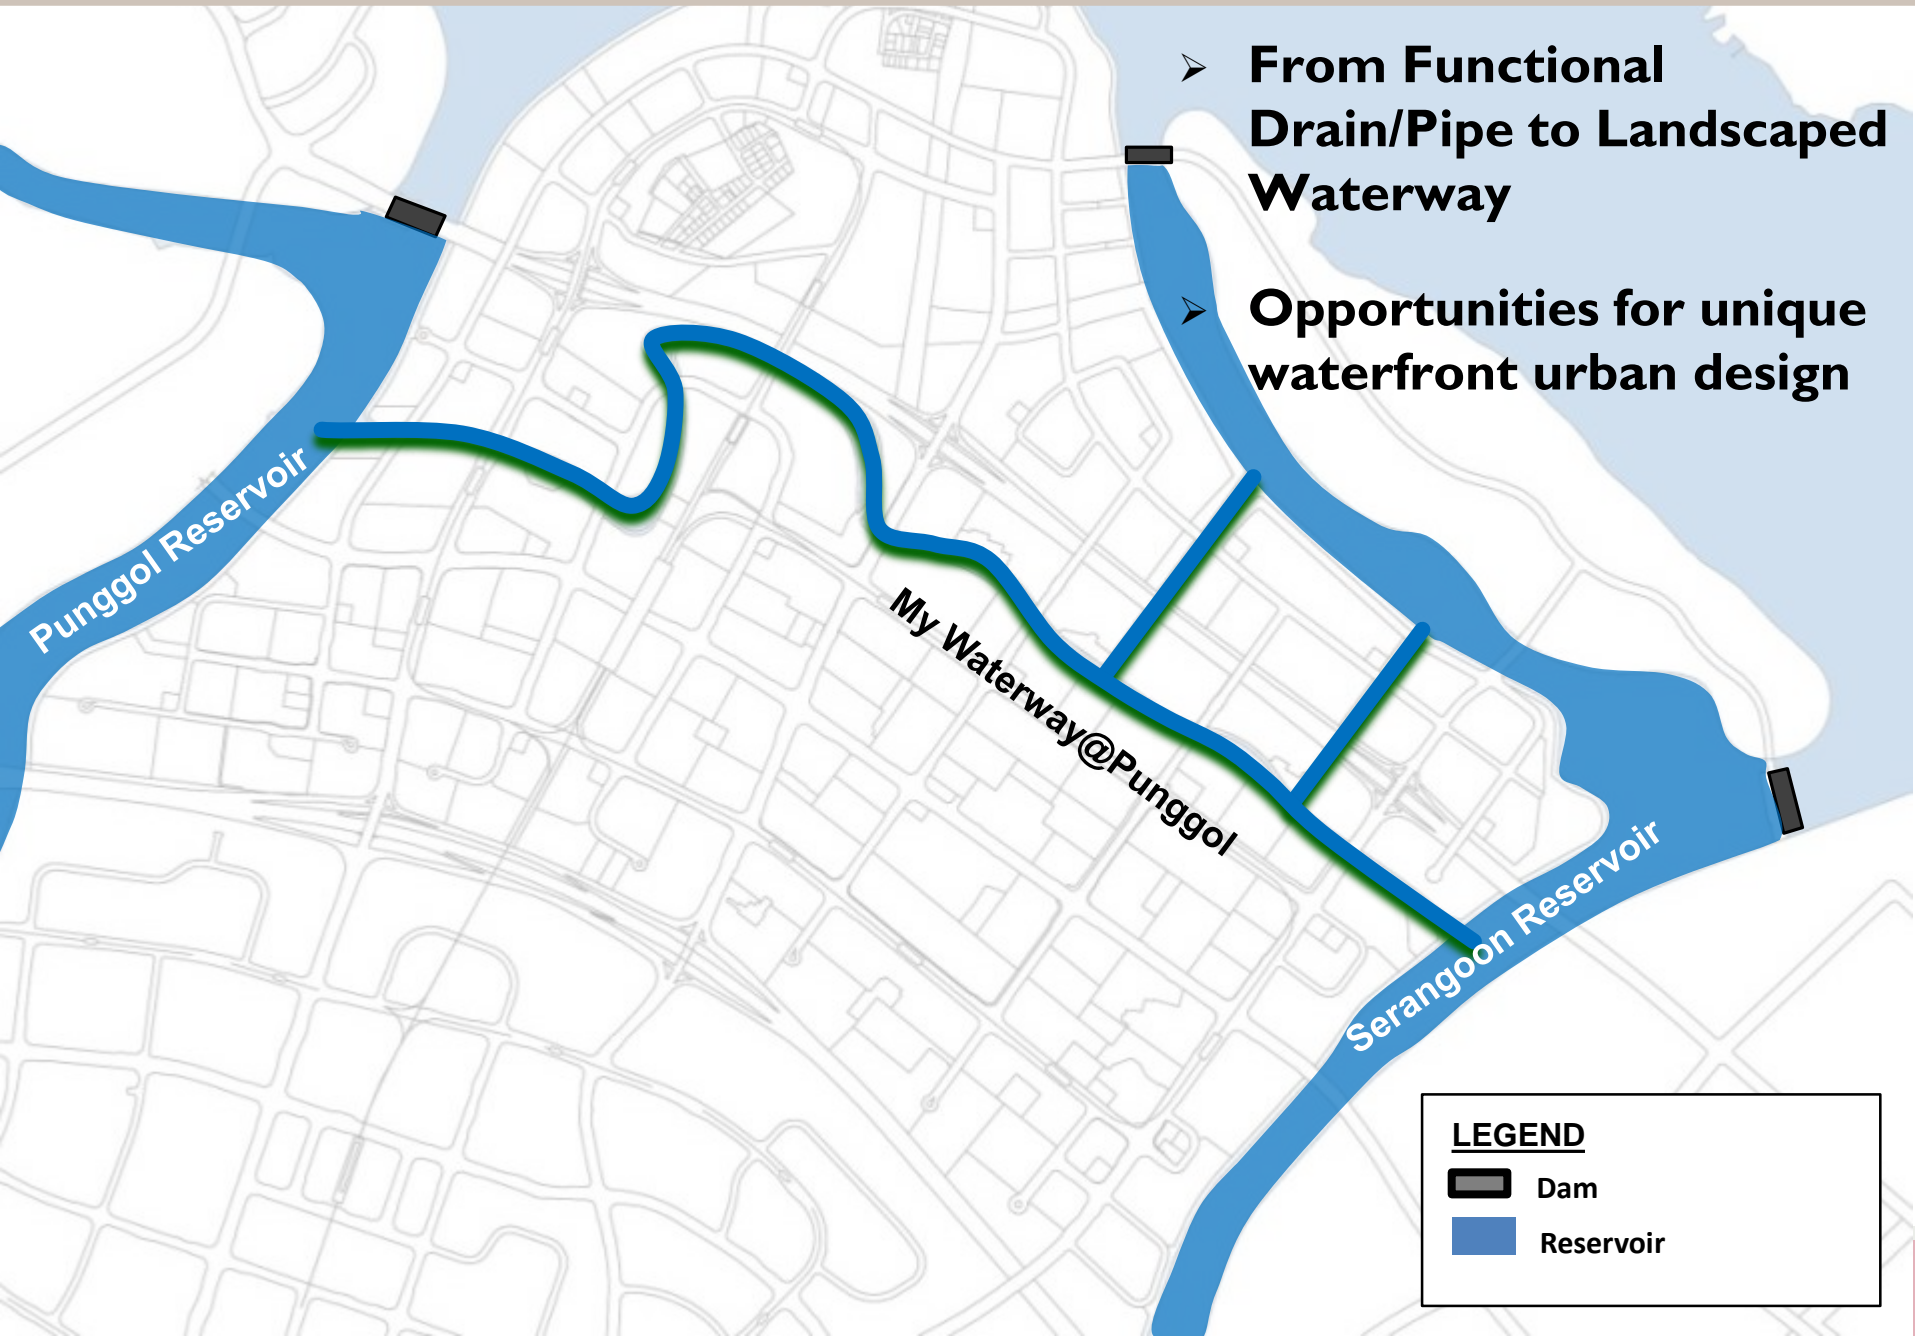 ➢ From Functional
Drain/Pipe to Landscaped
Waterway
➢ Opportunities for unique
waterfront urban design
Punggol Reservoir
My Waterway@Punggol
Serangoon Reservoir
LEGEND
Dam
Reservoir